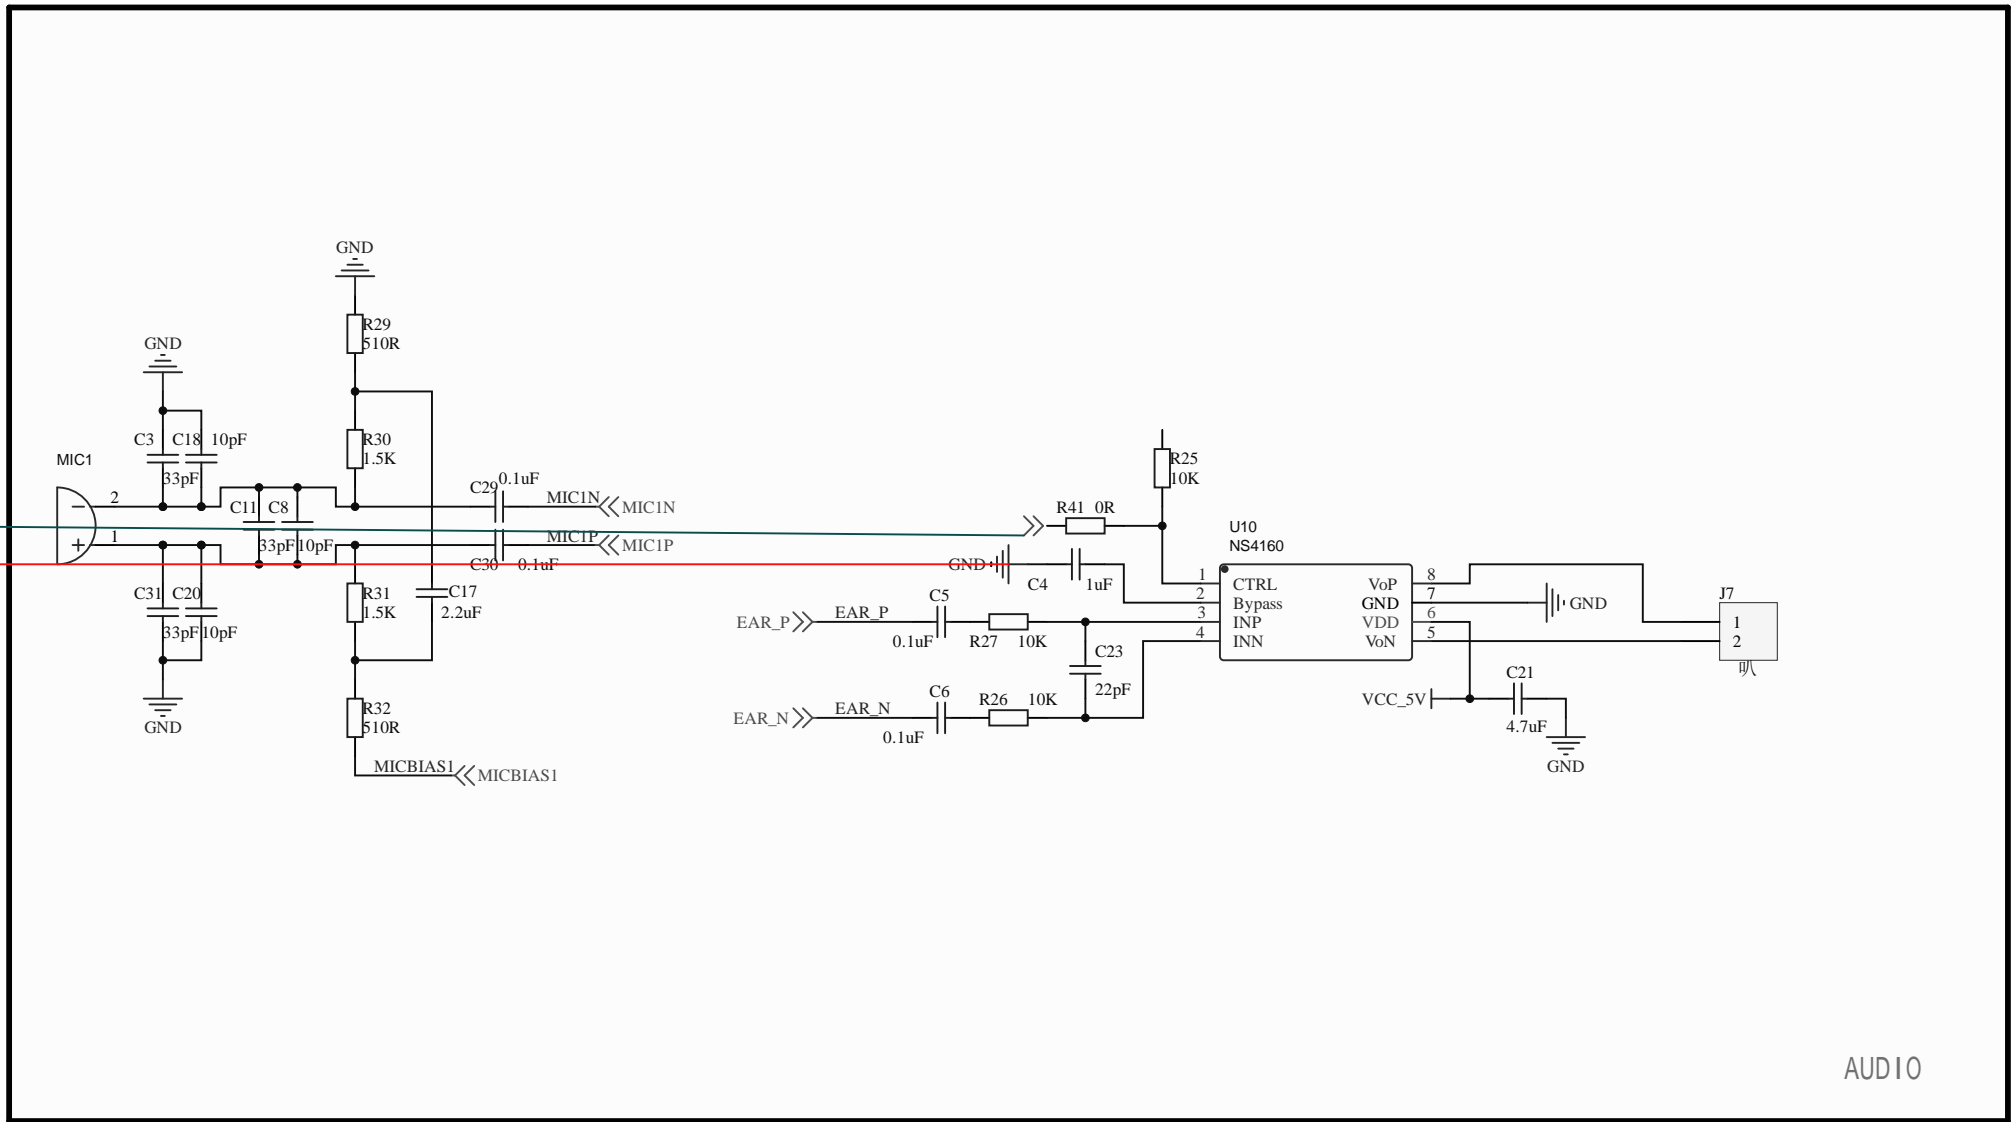 GND
R29
510R
GND
R30
1.5K
C3
C18
10pF
33pF
MIC1
2
1
C11
C8
33pF
10pF
C29
0.1uF
MIC1N
MIC1N
MIC1P
MIC1P
C30
0.1uF
C31
C20
33pF
10pF
GND
R31
1.5K
C17
2.2uF
R32
510R
MICBIAS1
MICBIAS1
R25
10K
R41
0R
GND
C4
1uF
EAR_P
EAR_P
C5
0.1uF
R27
10K
C23
22pF
EAR_N
EAR_N
C6
0.1uF
R26
10K
U10
NS4160
1
2
3
4
CTRL
Bypass
INP
INN
VoP
GND
VDD
VoN
8
7
6
5
GND
J7
1
2
叭
VCC_5V
C21
4.7uF
GND
AUDIO